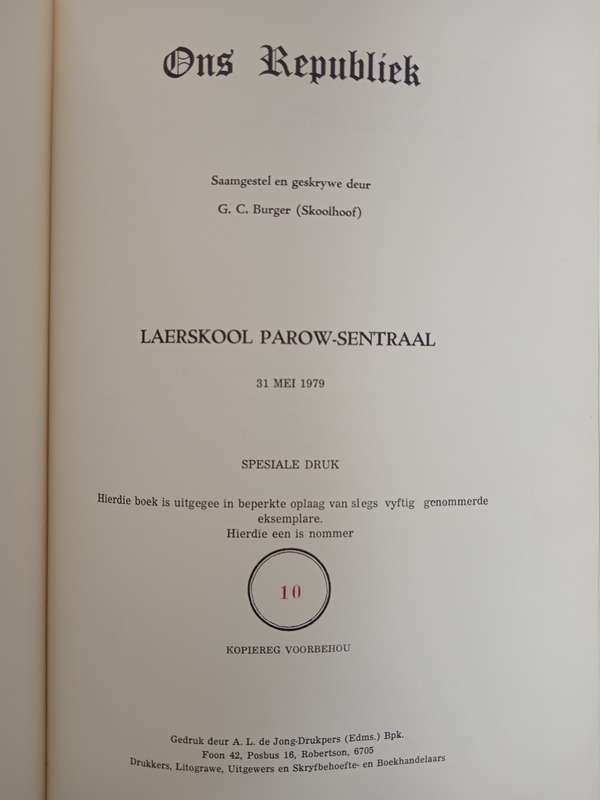 Ons Republiek
Saamgestel en geskrywe deur
G. C. Burger (Skoolhoof)
LAERSKOOL PAROW-SENTRAAL
31 MEI 1979
SPESIALE DRUK
Hierdie boek is uitgegee in beperkte oplaag van slegs vyftig genommerde
eksemplare.
Hierdie een is nommer
10
KOPIEREG VOORBEHOU
Gedruk deur A. L. de Jong-Drukpers (Edms.) Bpk.
Foon 42, Posbus 16, Robertson, 6705
Drukkers, Litograwe, Uitgewers en Skryfbehoefte- en Boekhandelaars